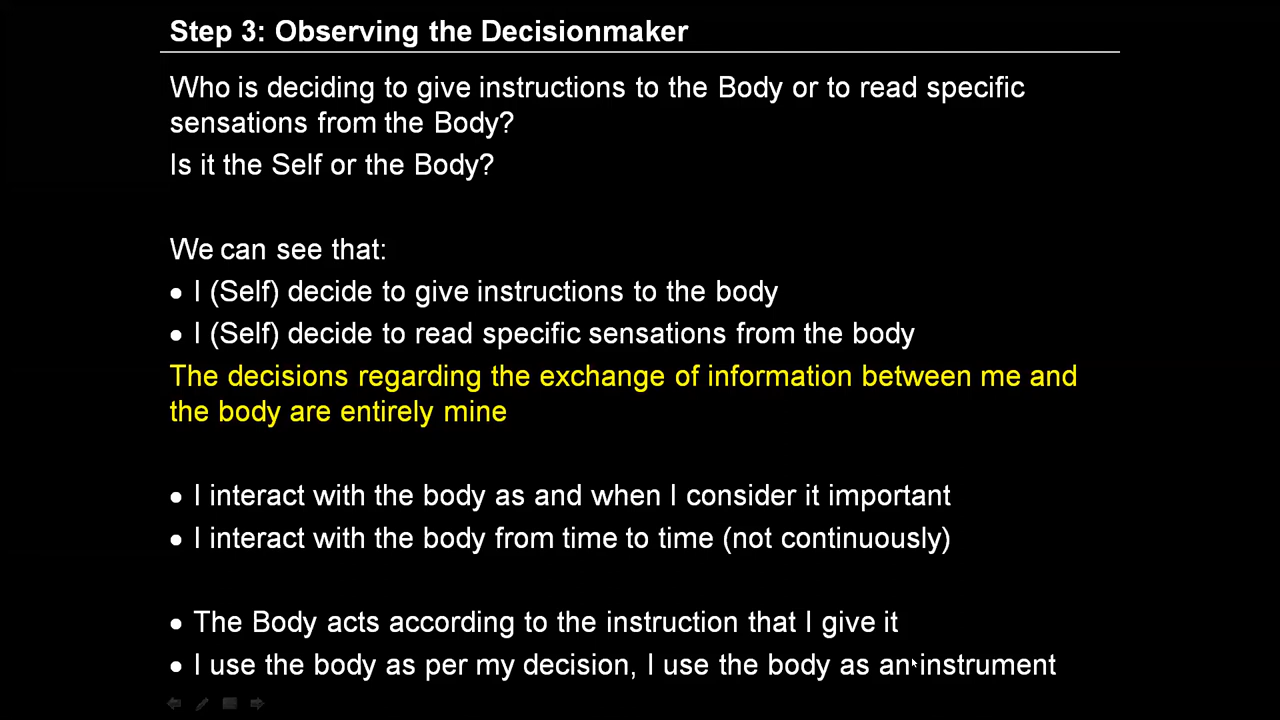 Step 3: Observing the Decisionmaker
Who is deciding to give instructions to the Body or to read specific
sensations from the Body?
Is it the Self or the Body?
We can see that:
• I (Self) decide to give instructions to the body
• I (Self) decide to read specific sensations from the body
The decisions regarding the exchange of information between me and
the body are entirely mine
• I interact with the body as and when I consider it important
• I interact with the body from time to time (not continuously)
• The Body acts according to the instruction that I give it
• I use the body as per my decision, I use the body as an instrument